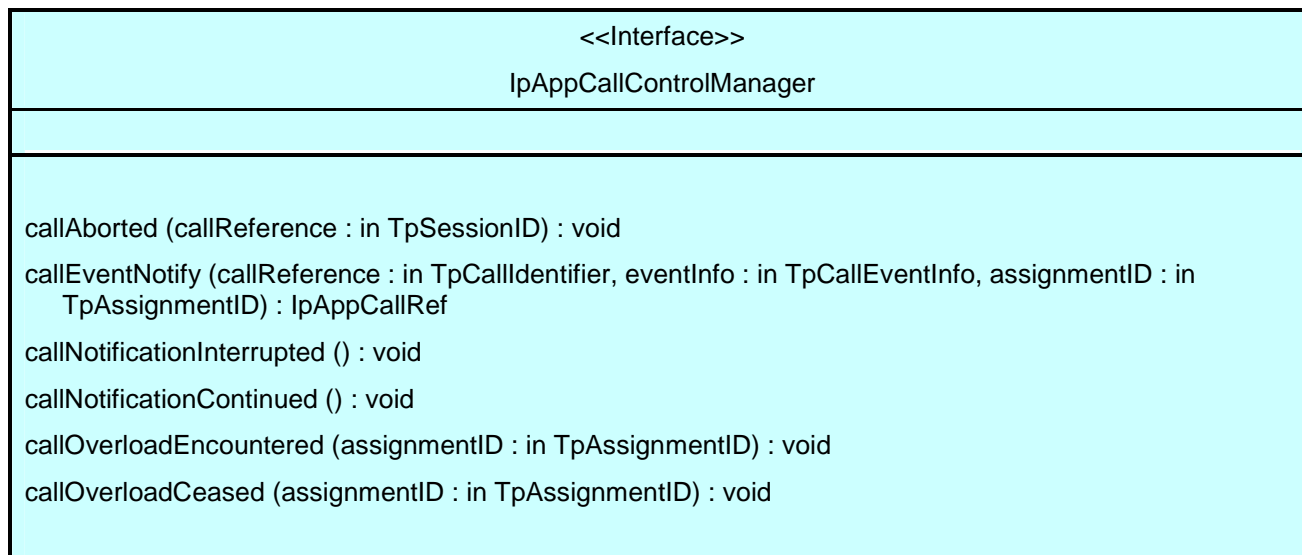 <<Interface>>
IpAppCallControlManager
callAborted (callReference : in TpSessionID) : void
callEventNotify (callReference : in TpCallIdentifier, eventInfo : in TpCallEventInfo, assignmentID : in
TpAssignmentID) : IpAppCallRef
callNotificationInterrupted () : void
callNotificationContinued () : void
callOverloadEncountered (assignmentID : in TpAssignmentID) : void
callOverloadCeased (assignmentID : in TpAssignmentID) : void